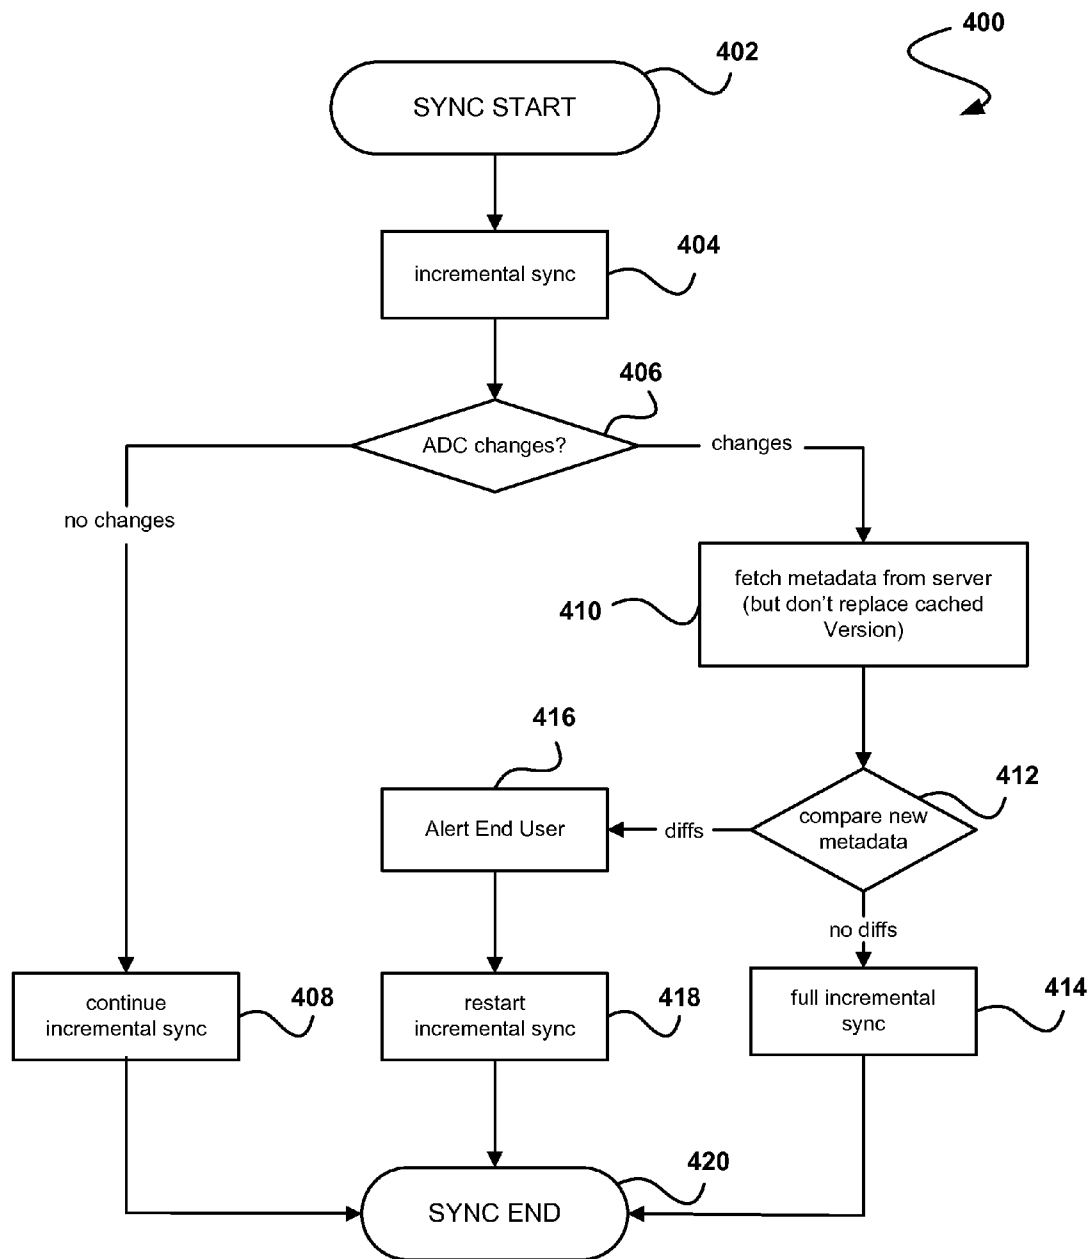 400
402
SYNC START
404
incremental sync
406
ADC changes?
changes
no changes
fetch metadata from server
(but don't replace cached
Version)
410
416
412
compare new
metadata
diffs
Alert End User
no diffs
continue
incremental sync
408
restart
incremental sync
418
full incremental
sync
414
420
SYNC END